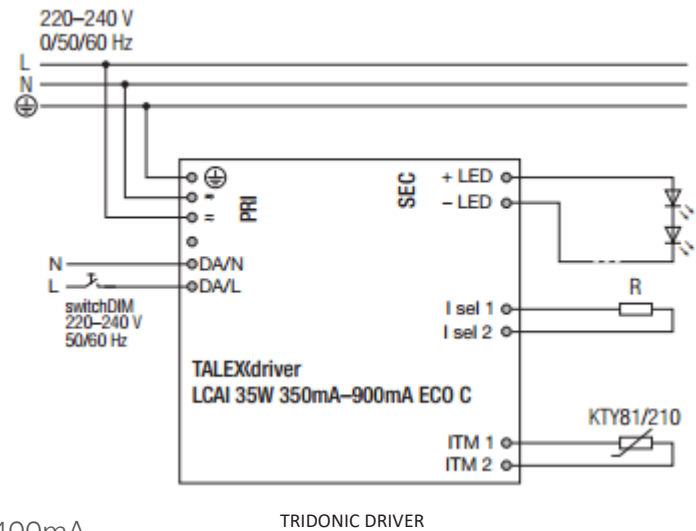 220–240 V
0/50/60 Hz
L
N
+ LED
PRI
SEC
– LED
N
DA/N
L
DA/L
switchDIM
220–240 V
50/60 Hz
I sel 1
R
I sel 2
TALEXXdriver
LCAI 35W 350mA–900mA ECO C
KTY81/210
ITM 1
ITM 2
TRIDONIC DRIVER